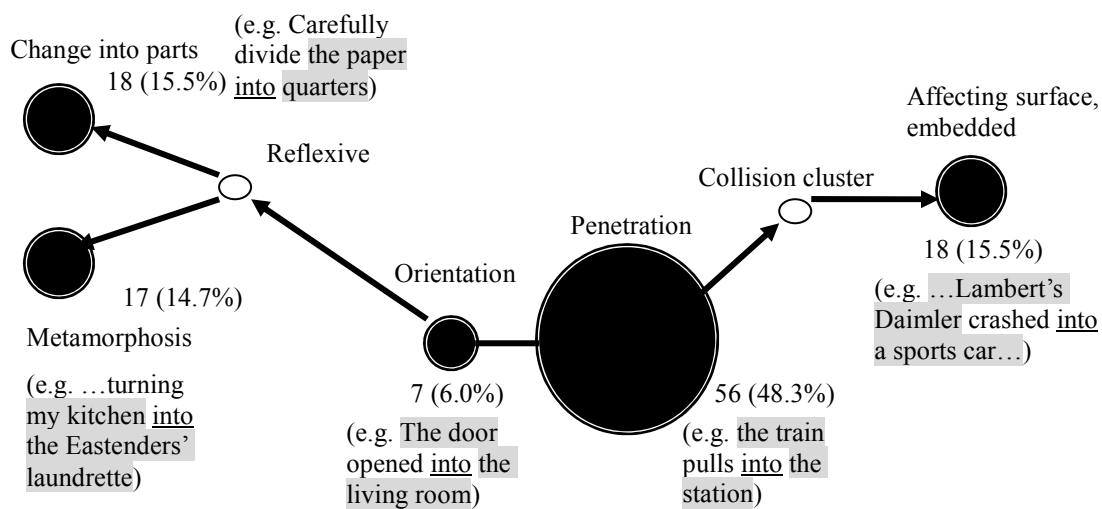 Change into parts
18 (15.5%)
(e.g. Carefully
divide the paper
into quarters)
Reflexive
Metamorphosis
17 (14.7%)
(e.g. …turning
my kitchen into
the Eastenders’
laundrette)
Orientation
7 (6.0%)
(e.g. The door
opened into the
living room)
Penetration
56 (48.3%)
(e.g. the train
pulls into the
station)
Collision cluster
Affecting surface,
embedded
18 (15.5%)
(e.g. …Lambert’s
Daimler crashed into
a sports car…)